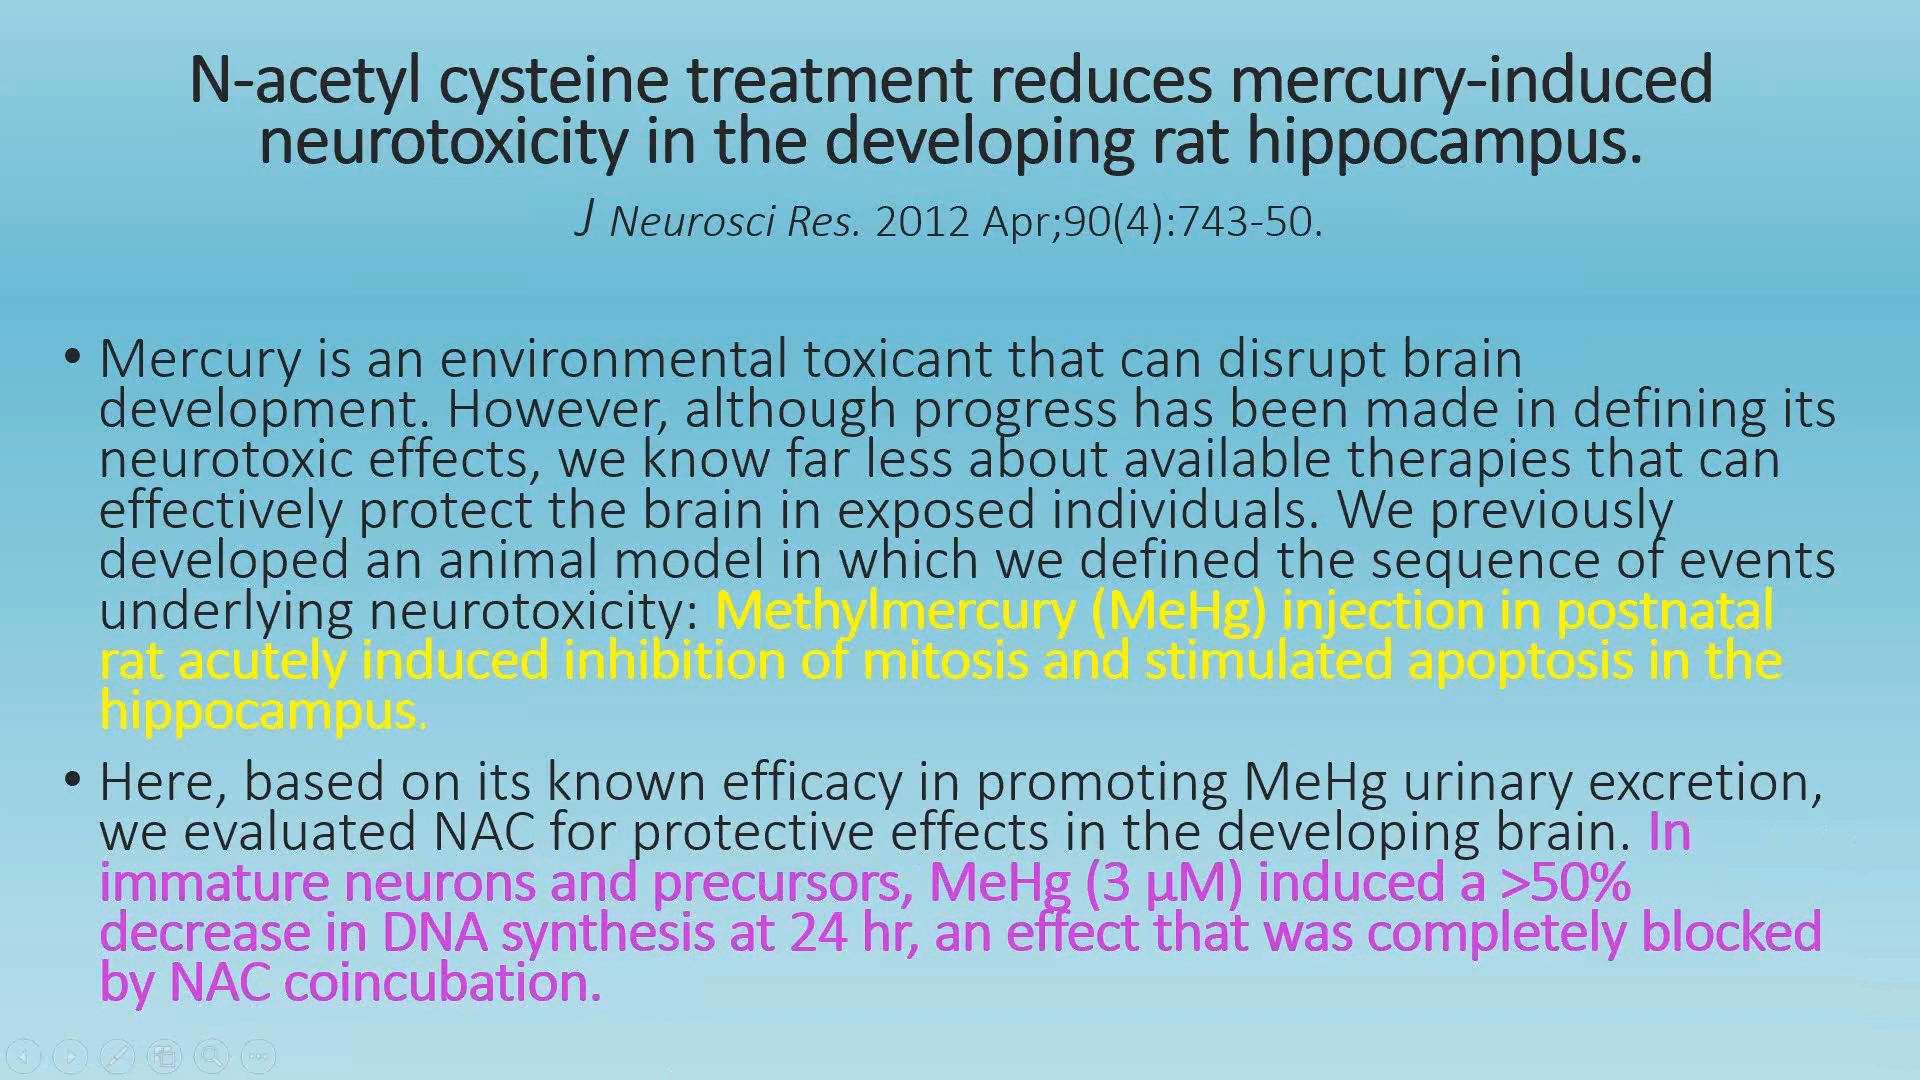 N-acetyl cysteine treatment reduces mercury-induced
neurotoxicity in the developing rat hippocampus.
J Neurosci Res. 2012 Apr;90(4):743-50.
• Mercury is an environmental toxicant that can disrupt brain
development. However, although progress has been made in defining its
neurotoxic effects, we know far less about available therapies that can
effectively protect the brain in exposed individuals. We previously
developed an animal model in which we defined the sequence of events
underlying neurotoxicity: Methylmercury (MeHg) injection in postnatal
rat acutely induced inhibition of mitosis and stimulated apoptosis in the
hippocampus.
• Here, based on its known efficacy in promoting MeHg urinary excretion,
we evaluated NAC for protective effects in the developing brain. In
immature neurons and precursors, MeHg (3 μM) induced a >50%
decrease in DNA synthesis at 24 hr, an effect that was completely blocked
by NAC coincubation.